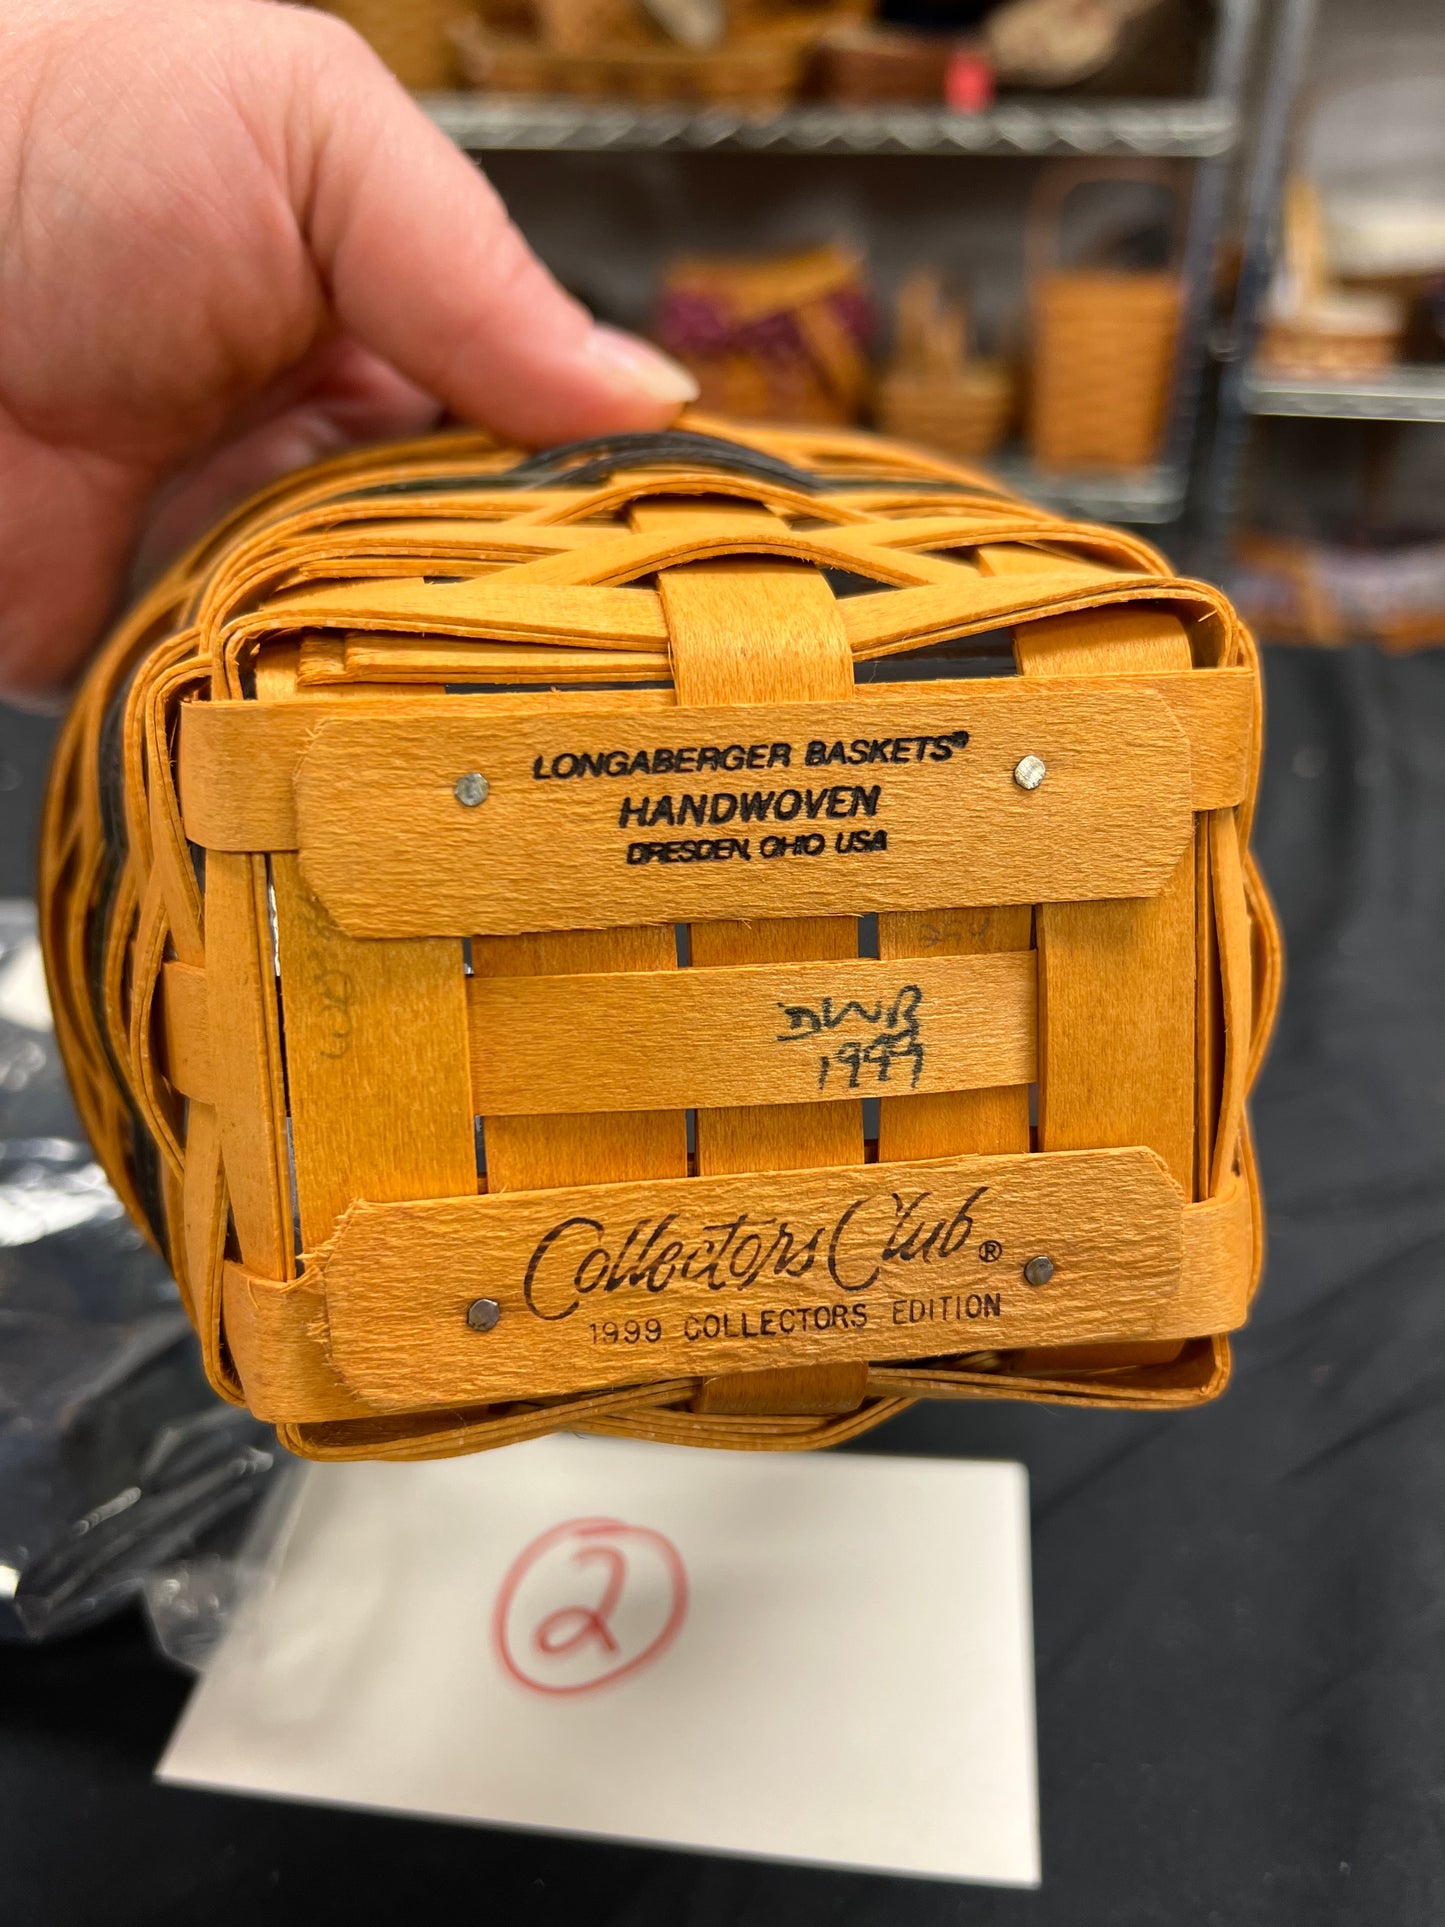 LONGABERGER BASKETS®
HANDWOVEN
DRESDEN, OHIO USA
DWB
1999
Collectors Club®
1999 COLLECTORS EDITION
2